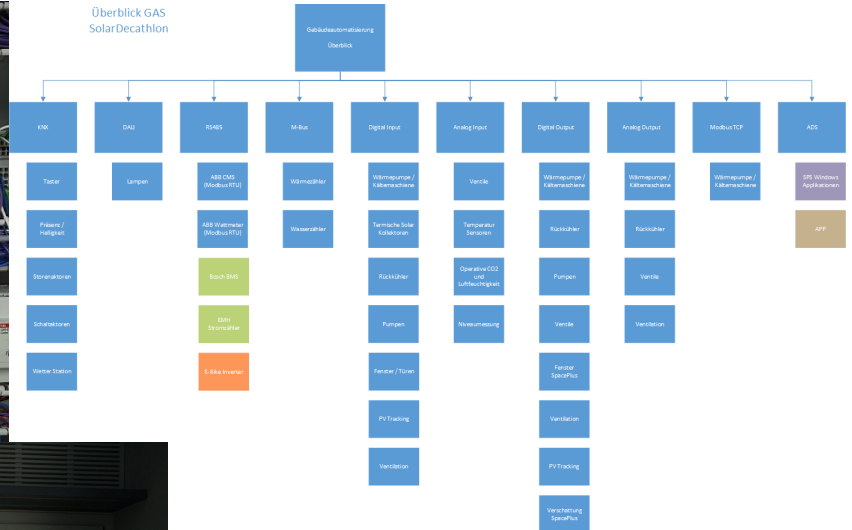 Überblick GAS
SolarDecathlon
Gebäudeautomatisierung
Überblick
KNX
DALI
RS485
M-Bus
Digital Input
Analog Input
Digital Output
Analog Output
Modbus TCP
ADS
Taster
Präsenz /
Helligkeit
Storenaktoren
Schaltaktoren
Wetter Station
Lampen
ABB CMS
(Modbus RTU)
ABB Wattmeter
(Modbus RTU)
Bosch BMS
EMH
Stromzähler
E-Bike Inverter
Wärmezähler
Wasserzähler
Wärmepumpe /
Kältemaschiene
Termische Solar
Kollektoren
Rückkühler
Pumpen
Fenster / Türen
PV Tracking
Ventilation
Ventile
Temperatur
Sensoren
Operative CO2
und
Luftfeuchtigkeit
Niveaumessung
Wärmepumpe /
Kältemaschiene
Rückkühler
Pumpen
Ventile
Fenster
SpacePlus
Ventilation
PV Tracking
Verschattung
SpacePlus
Wärmepumpe /
Kältemaschiene
Rückkühler
Ventile
Ventilation
Wärmepumpe /
Kältemaschiene
SPS Windows
Applikationen
APP